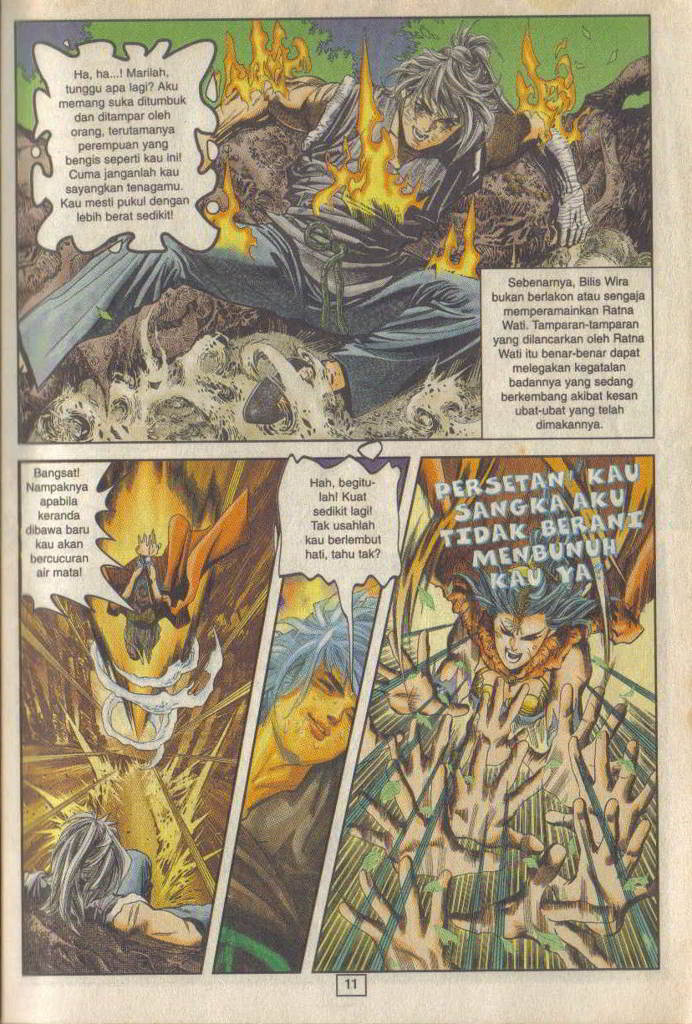 Ha, ha...! Marilah,
tunggu apa lagi? Aku
memang suka ditumbuk
dan ditampar oleh
orang, terutamanya
perempuan yang
bengis seperti kau ini!
Cuma janganlah kau
sayangkan tenagamu.
Kau mesti pukul dengan
lebih berat sedikit!
Sebenarnya, Bilis Wira
bukan berlakon atau sengaja
memperamainkan Ratna
Wati. Tamparan-tamparan
yang dilancarkan oleh Ratna
Wati itu benar-benar dapat
melegakan kegatalan
badannya yang sedang
berkembang akibat kesan
ubat-ubat yang telah
dimakannya.
Bangsat!
Nampaknya
apabila
keranda
dibawa baru
kau akan
bercucuran
air mata!
Hah, begitu-
lah! Kuat
sedikit lagi!
Tak usahlah
kau berlembut
hati, tahu tak?
PERSETAN! KAU
SANGKA AKU
TIDAK BERANI
MENBUNUH
KAU YA!
11